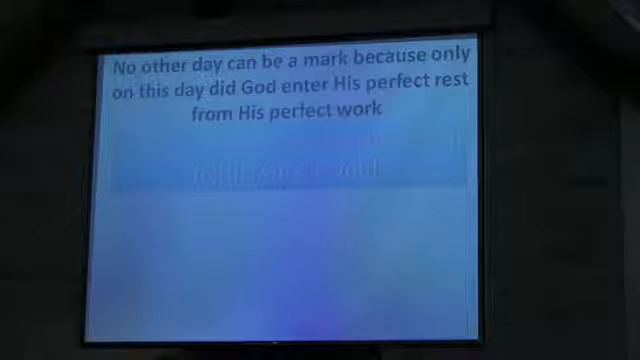 No other day can be a mark because only
on this day did God enter His perfect rest
from His perfect work